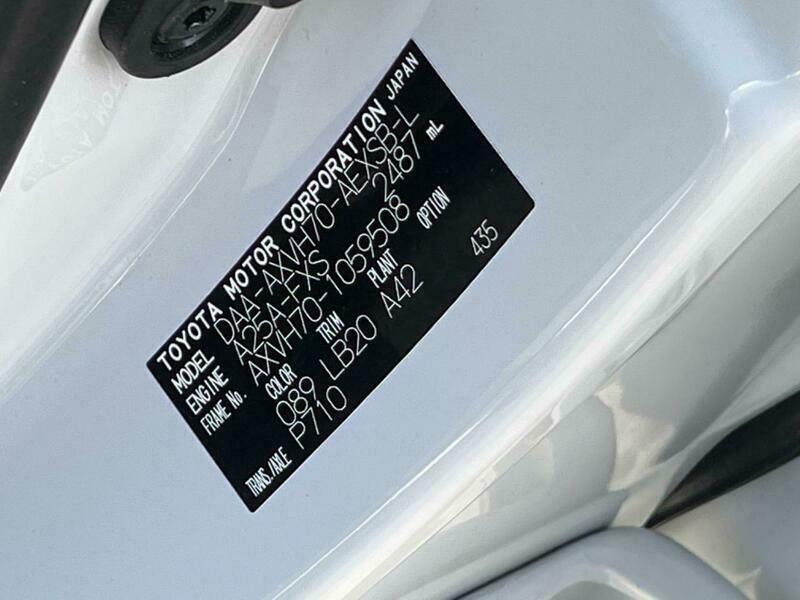 TOYOTA MOTOR CORPORATION JAPAN
MODEL DAA-AXVH70-AEXSB-L
ENGINE A25A-FXS 2487 mL
FRAME No. AXVH70-1059508
COLOR TRIM PLANT OPTION
089 LB20 A42
TRANS./AXLE P710 435